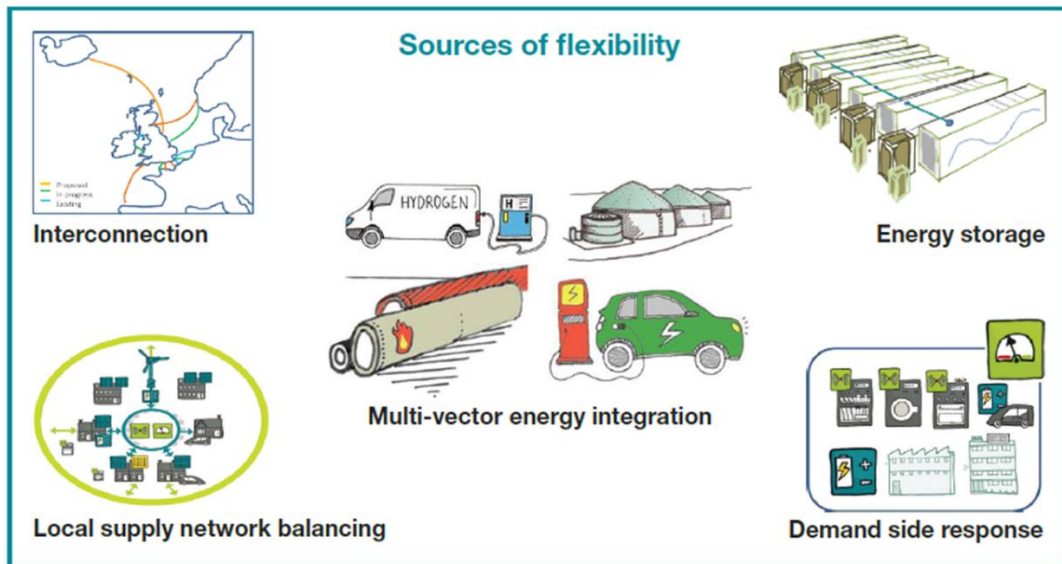 Sources of flexibility
Proposed
In progress
Existing
Interconnection
HYDROGEN
H
Energy storage
Multi-vector energy integration
Local supply network balancing
Demand side response